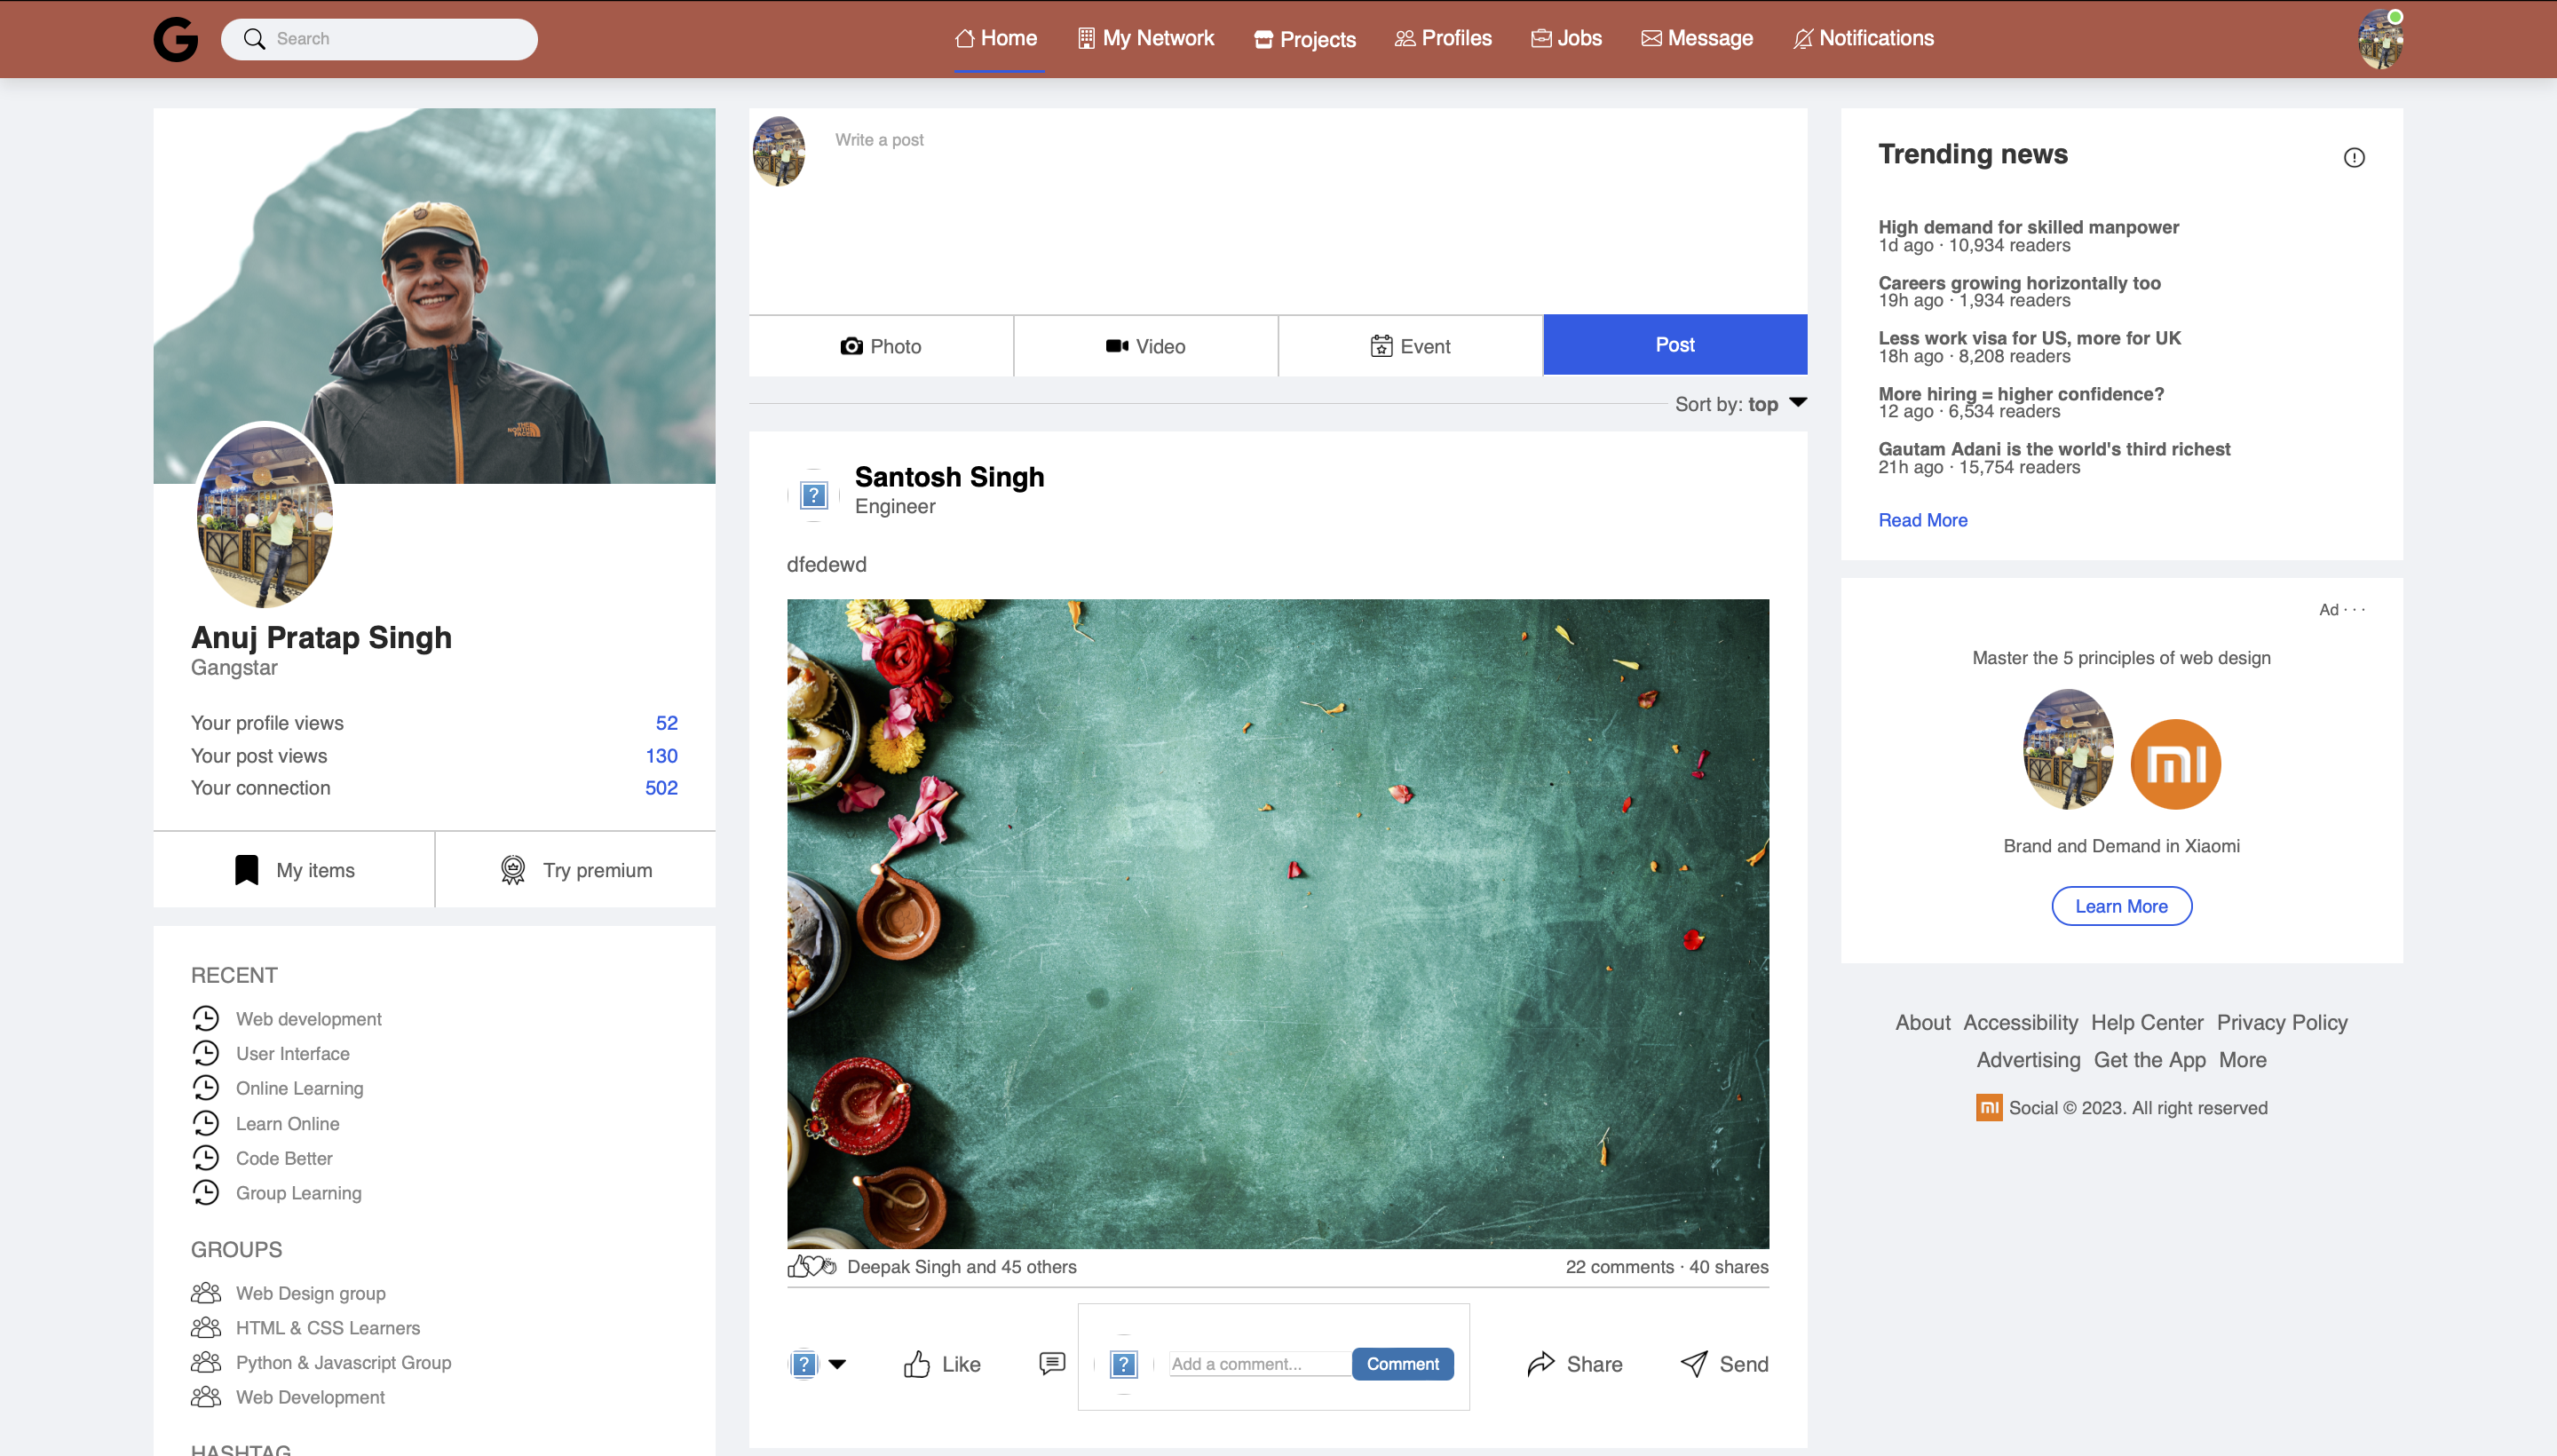 G
Search
Home
My Network
Projects
Profiles
Jobs
Message
Notifications
THE NORTH FACE
Anuj Pratap Singh
Gangstar
Your profile views 52
Your post views 130
Your connection 502
My items
Try premium
RECENT
Web development
User Interface
Online Learning
Learn Online
Code Better
Group Learning
GROUPS
Web Design group
HTML & CSS Learners
Python & Javascript Group
Web Development
HASHTAG
Write a post
Photo
Video
Event
Post
Sort by: top
Santosh Singh
Engineer
dfedewd
Deepak Singh and 45 others
22 comments · 40 shares
Like
Add a comment...
Comment
Share
Send
Trending news
High demand for skilled manpower
1d ago · 10,934 readers
Careers growing horizontally too
19h ago · 1,934 readers
Less work visa for US, more for UK
18h ago · 8,208 readers
More hiring = higher confidence?
12 ago · 6,534 readers
Gautam Adani is the world's third richest
21h ago · 15,754 readers
Read More
Ad · · ·
Master the 5 principles of web design
mi
Brand and Demand in Xiaomi
Learn More
About Accessibility Help Center Privacy Policy
Advertising Get the App More
mi Social © 2023. All right reserved